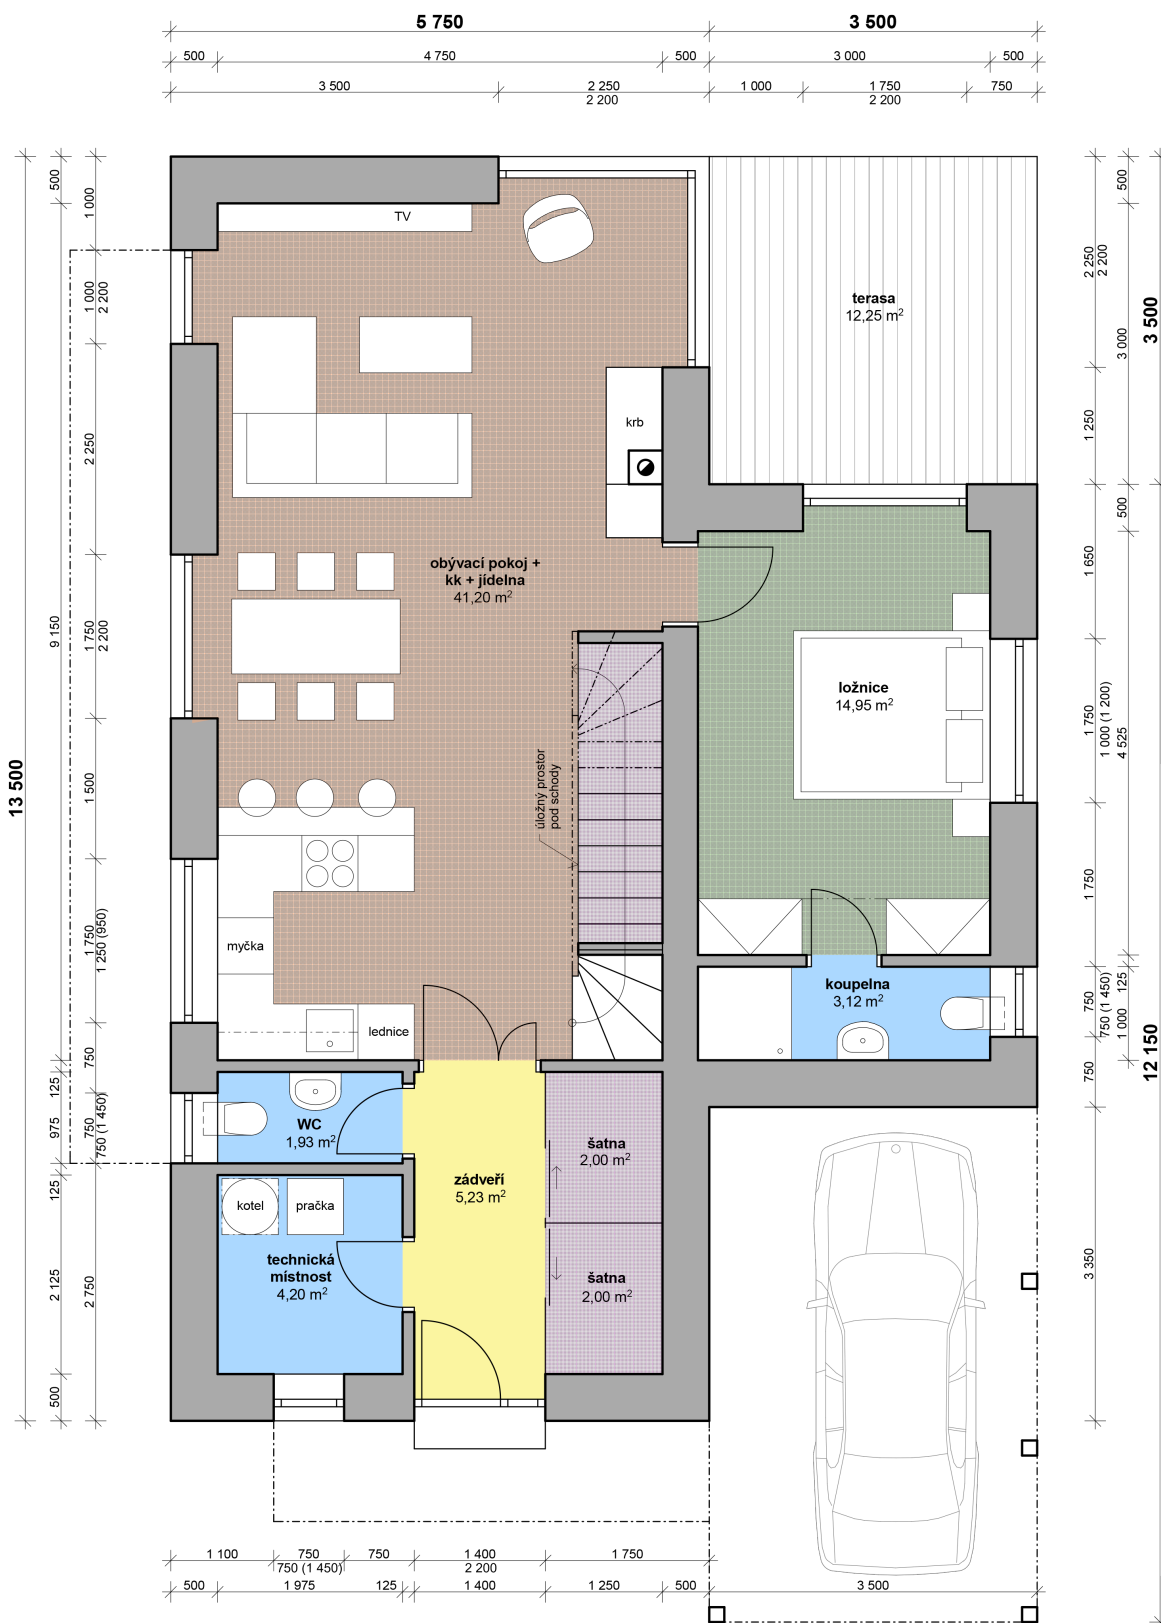 5 750
3 500
500
4 750
500
3 000
500
3 500
2 250
2 200
1 000
1 750
2 200
750
500
1 000
1 000
2 200
2 250
9 150
1 750
2 200
13 500
1 500
1 750
1 250 (950)
750
125
975
750
750 (1 450)
125
2 125
2 750
500
TV
terasa
12,25 m²
krb
obývací pokoj +
kk + jídelna
41,20 m²
ložnice
14,95 m²
úložný prostor
pod schody
myčka
lednice
koupelna
3,12 m²
WC
1,93 m²
zádveří
5,23 m²
šatna
2,00 m²
kotel
pračka
technická
místnost
4,20 m²
šatna
2,00 m²
500
2 250
2 200
3 000
3 500
1 250
500
1 650
1 750
1 000 (1 200)
4 525
1 750
125
750
750 (1 450)
1 000
12 150
750
3 350
1 100
750
750 (1 450)
750
1 400
2 200
1 750
500
1 975
125
1 400
1 250
500
3 500